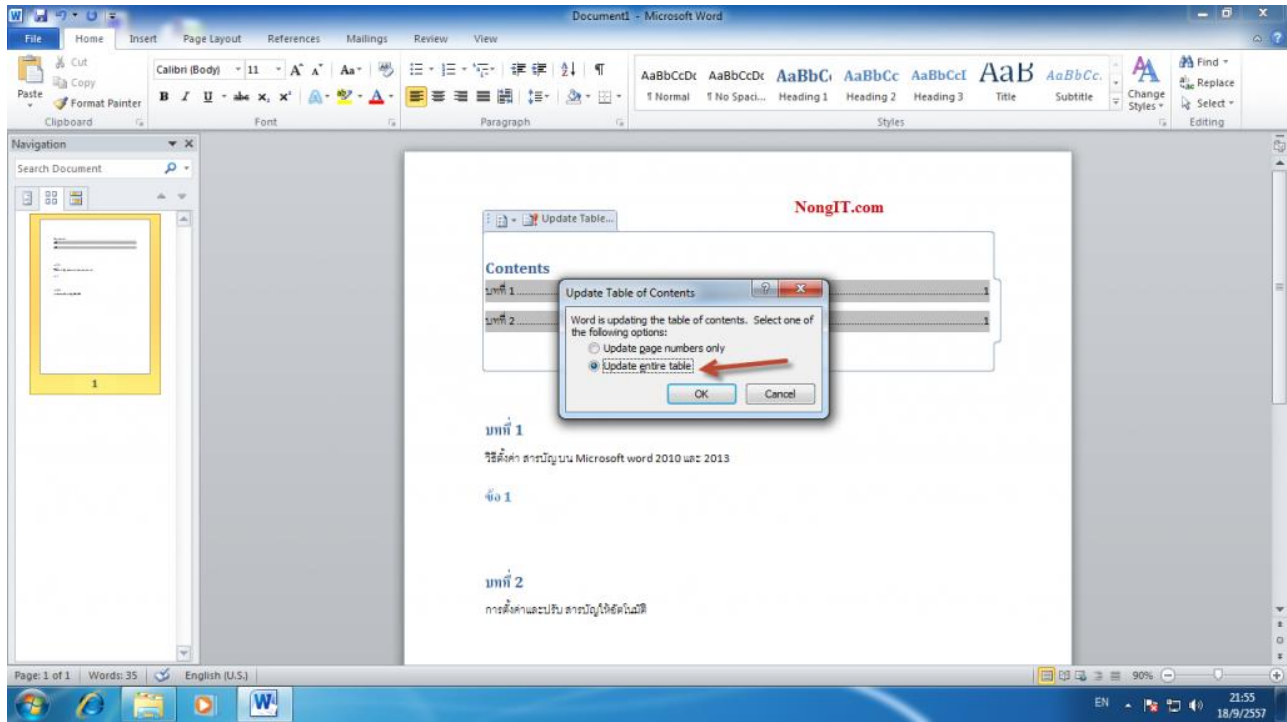 Document1 - Microsoft Word
File Home Insert Page Layout References Mailings Review View
Paste
Cut
Copy
Format Painter
Clipboard
Calibri (Body) 11
Font
Paragraph
AaBbCcDc AaBbCcDc AaBbC AaBbCc AaBbCcI AaB AaBbCc.
¶ Normal ¶ No Spaci... Heading 1 Heading 2 Heading 3 Title Subtitle
Change Styles
Styles
Find
Replace
Select
Editing
Navigation
Search Document
1
NongIT.com
Update Table...
Contents
บทที่ 1 1
บทที่ 2 1
Update Table of Contents
Word is updating the table of contents. Select one of
the following options:
Update page numbers only
Update entire table
OK Cancel
บทที่ 1
วิธีตั้งค่า สารบัญบน Microsoft word 2010 และ 2013
ข้อ 1
บทที่ 2
การตั้งค่าและปรับ สารบัญให้อัตโนมัติ
Page: 1 of 1 Words: 35 English (U.S.) 90%
EN 21:55
18/9/2557